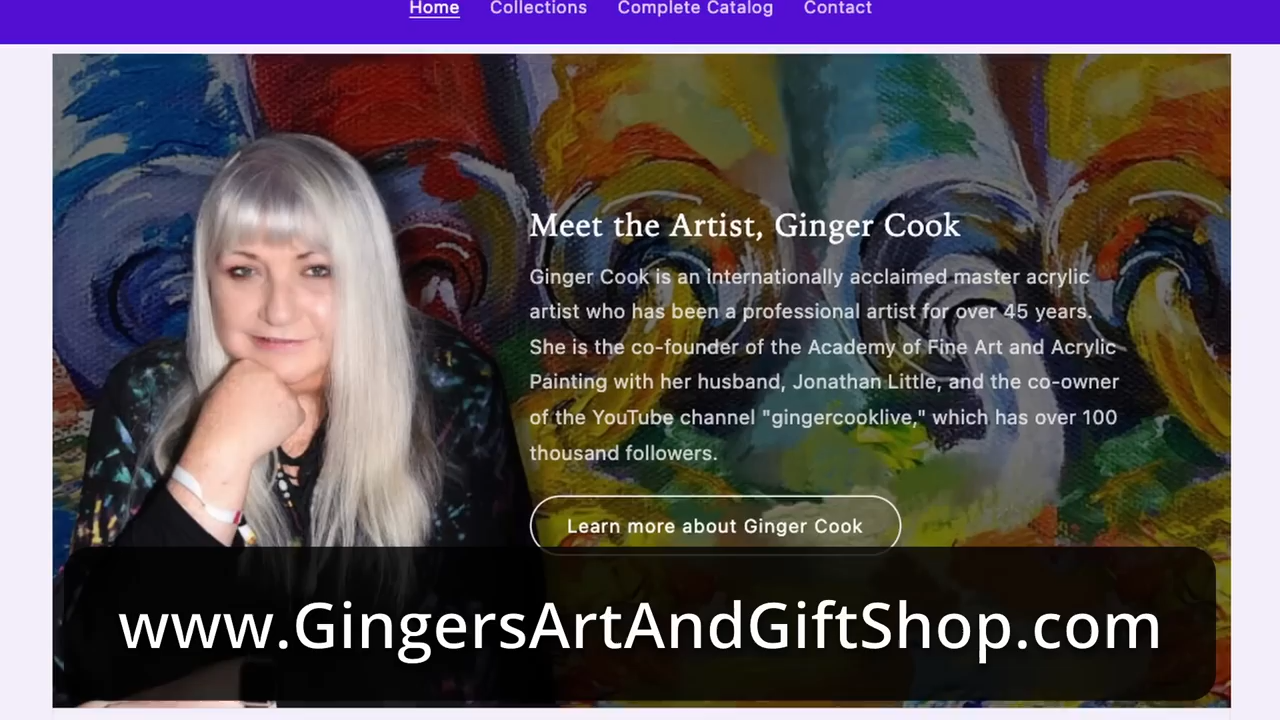 Home Collections Complete Catalog Contact
Meet the Artist, Ginger Cook
Ginger Cook is an internationally acclaimed master acrylic
artist who has been a professional artist for over 45 years.
She is the co-founder of the Academy of Fine Art and Acrylic
Painting with her husband, Jonathan Little, and the co-owner
of the YouTube channel "gingercooklive," which has over 100
thousand followers.
Learn more about Ginger Cook
www.GingersArtAndGiftShop.com